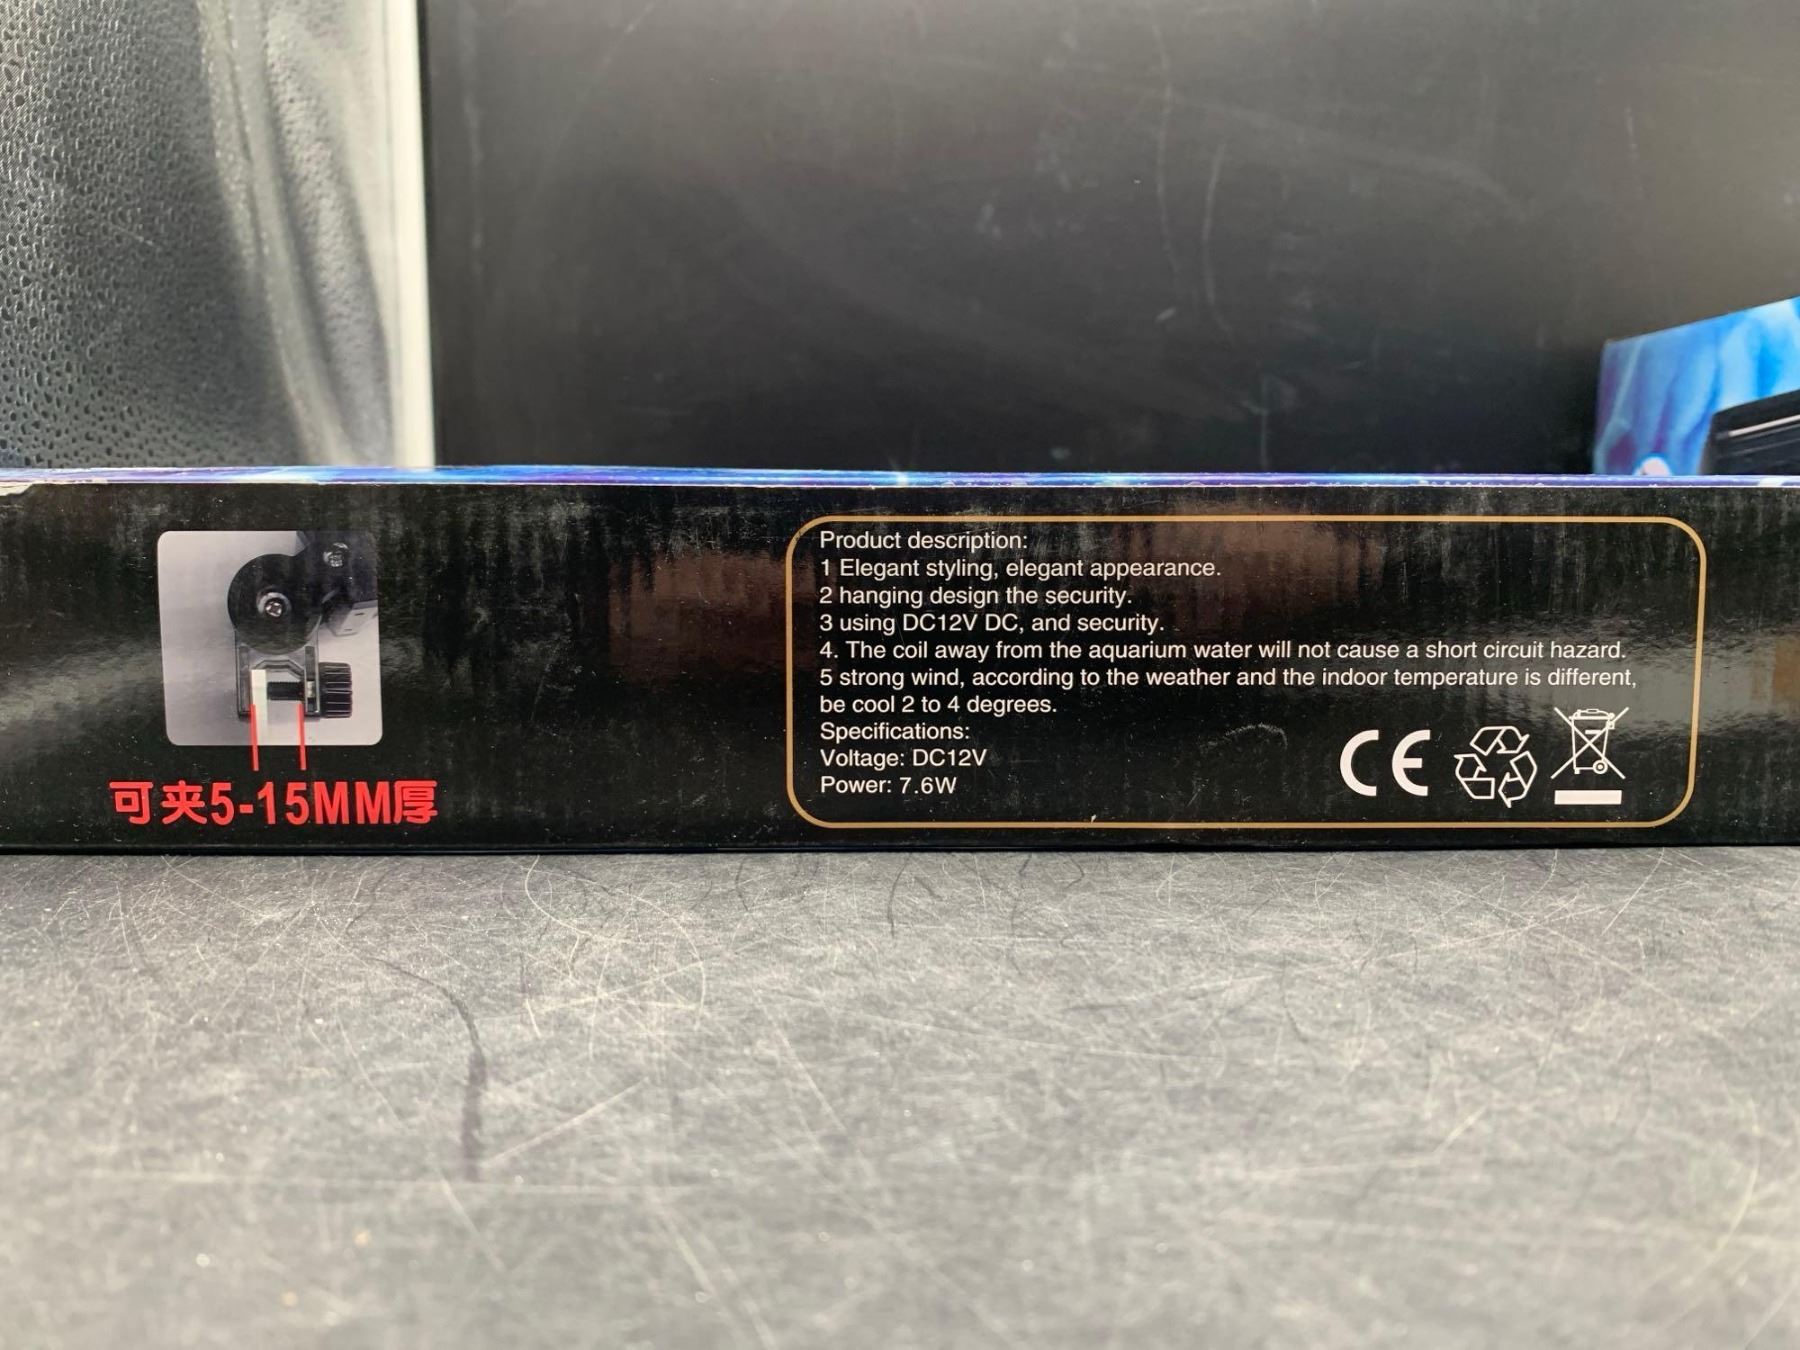 可夹5-15MM厚
Product description:
1 Elegant styling, elegant appearance.
2 hanging design the security.
3 using DC12V DC, and security.
4. The coil away from the aquarium water will not cause a short circuit hazard.
5 strong wind, according to the weather and the indoor temperature is different,
be cool 2 to 4 degrees.
Specifications:
Voltage: DC12V
Power: 7.6W
CE